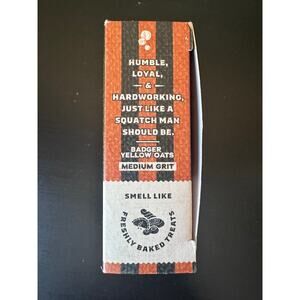 HUMBLE,
LOYAL,
&
HARDWORKING,
JUST LIKE A
SQUATCH MAN
SHOULD BE.
BADGER
YELLOW OATS
MEDIUM GRIT
SMELL LIKE
FRESHLY BAKED TREATS